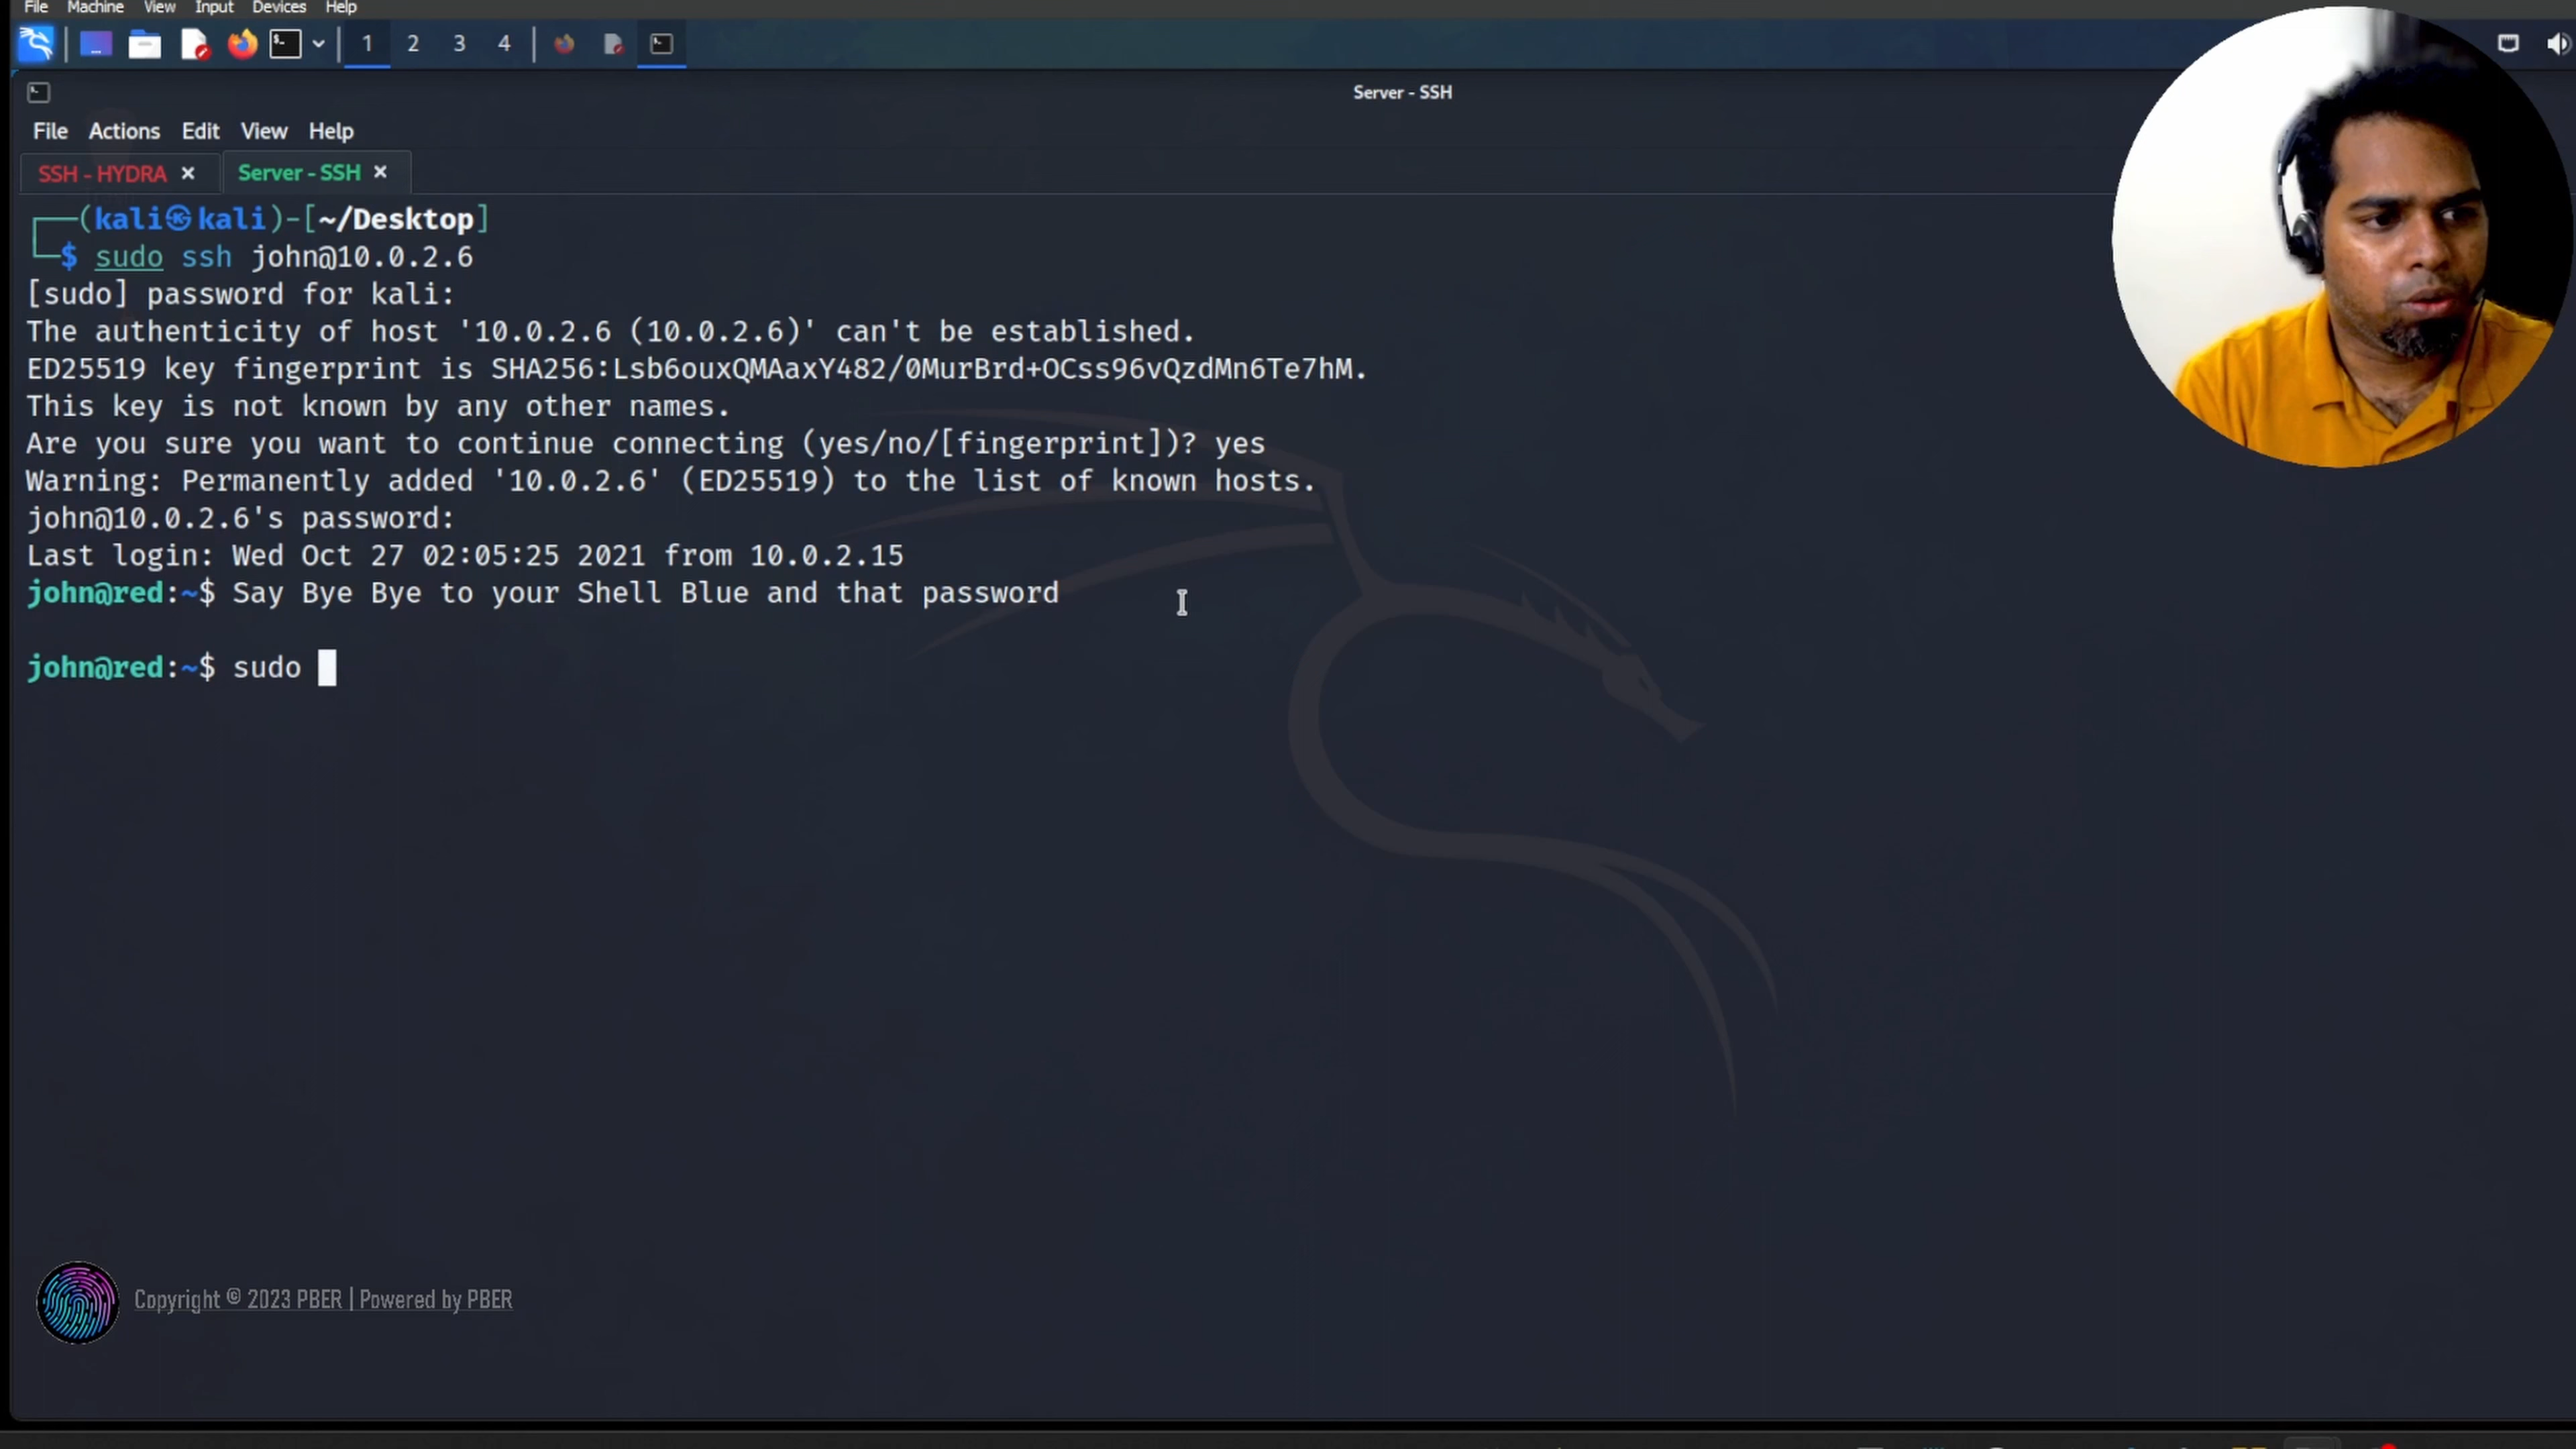 File Machine View Input Devices Help
1 2 3 4
Server - SSH
File Actions Edit View Help
SSH - HYDRA × Server - SSH ×
┌──(kali㉿kali)-[~/Desktop]
└─$ sudo ssh john@10.0.2.6
[sudo] password for kali:
The authenticity of host '10.0.2.6 (10.0.2.6)' can't be established.
ED25519 key fingerprint is SHA256:Lsb6ouxQMAaxY482/0MurBrd+OCss96vQzdMn6Te7hM.
This key is not known by any other names.
Are you sure you want to continue connecting (yes/no/[fingerprint])? yes
Warning: Permanently added '10.0.2.6' (ED25519) to the list of known hosts.
john@10.0.2.6's password:
Last login: Wed Oct 27 02:05:25 2021 from 10.0.2.15
john@red:~$ Say Bye Bye to your Shell Blue and that password
john@red:~$ sudo
Copyright © 2023 PBER | Powered by PBER